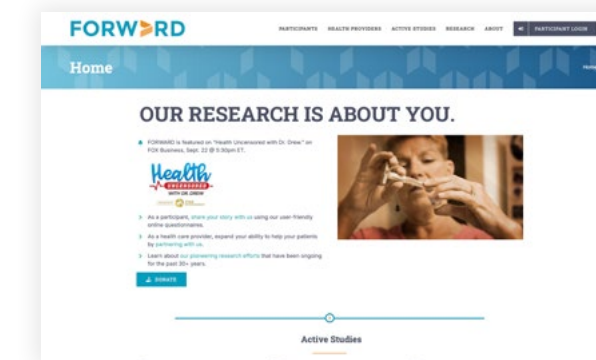 FORWARD
PARTICIPANTS HEALTH PROVIDERS ACTIVE STUDIES RESEARCH ABOUT PARTICIPANT LOGIN
Home
OUR RESEARCH IS ABOUT YOU.
FORWARD is featured on "Health Uncensored with Dr. Drew," on
FOX Business, Sept. 22 @ 5:30pm ET.
Health
UNCENSORED
WITH DR. DREW
As a participant, share your story with us using our user-friendly
online questionnaires.
As a health care provider, expand your ability to help your patients
by partnering with us.
Learn about our pioneering research efforts that have been ongoing
for the past 20+ years.
DONATE
Active Studies